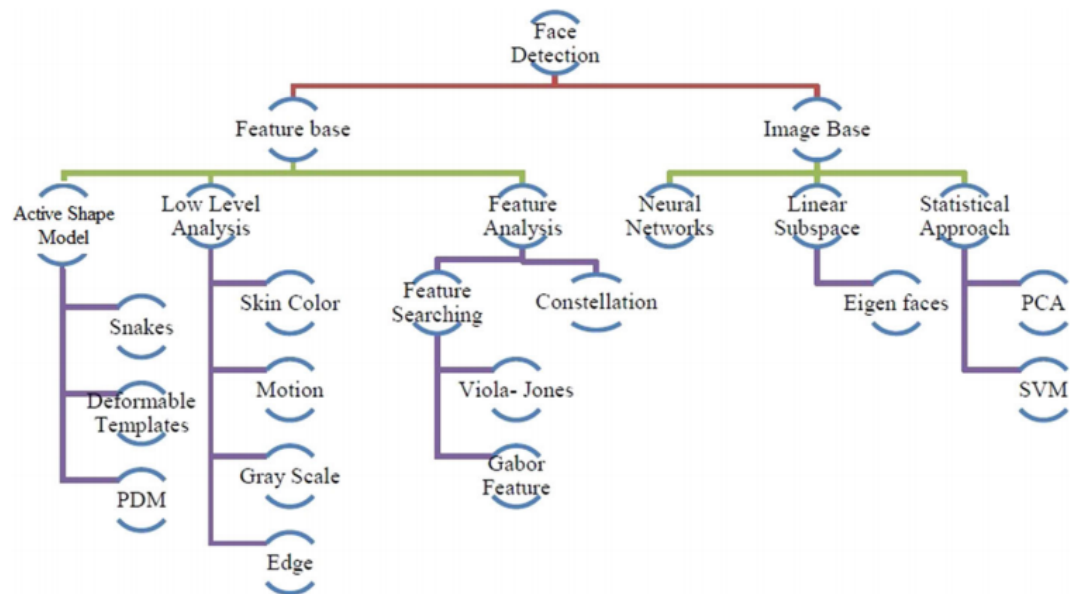 Face
Detection
Feature base
Image Base
Active Shape
Model
Low Level
Analysis
Feature
Analysis
Neural
Networks
Linear
Subspace
Statistical
Approach
Snakes
Deformable
Templates
PDM
Skin Color
Motion
Gray Scale
Edge
Feature
Searching
Constellation
Viola- Jones
Gabor
Feature
Eigen faces
PCA
SVM